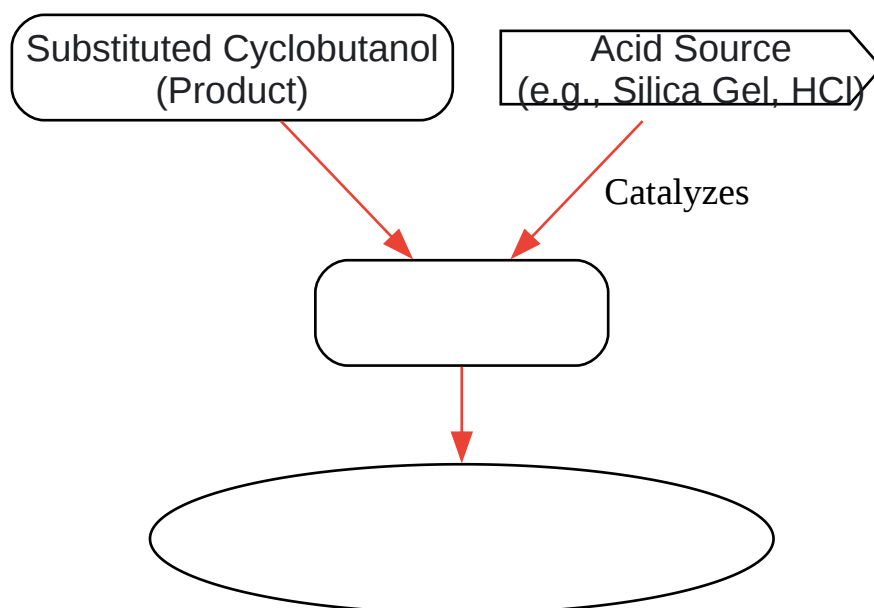 Substituted Cyclobutanol
(Product)
Acid Source
(e.g., Silica Gel, HCl)
Catalyzes